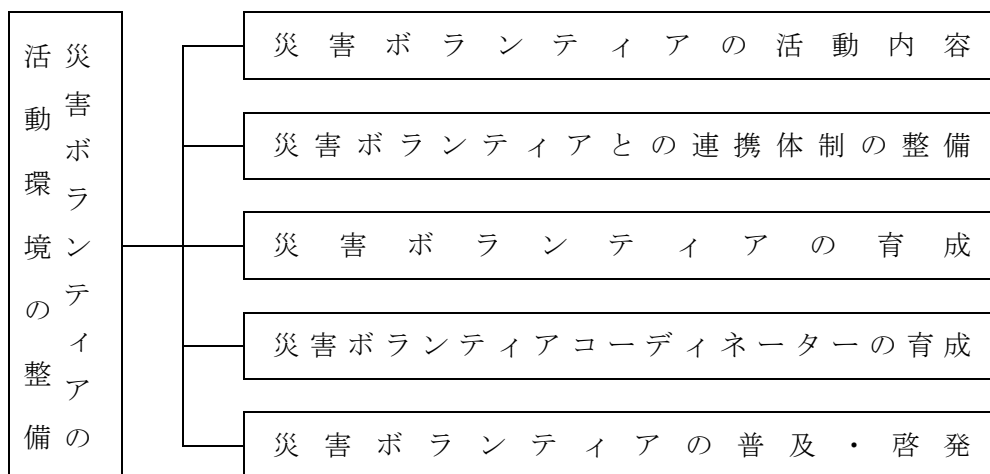 災害ボランティアの
活動環境の整備
災害ボランティアの活動内容
災害ボランティアとの連携体制の整備
災害ボランティアの育成
災害ボランティアコーディネーターの育成
災害ボランティアの普及・啓発